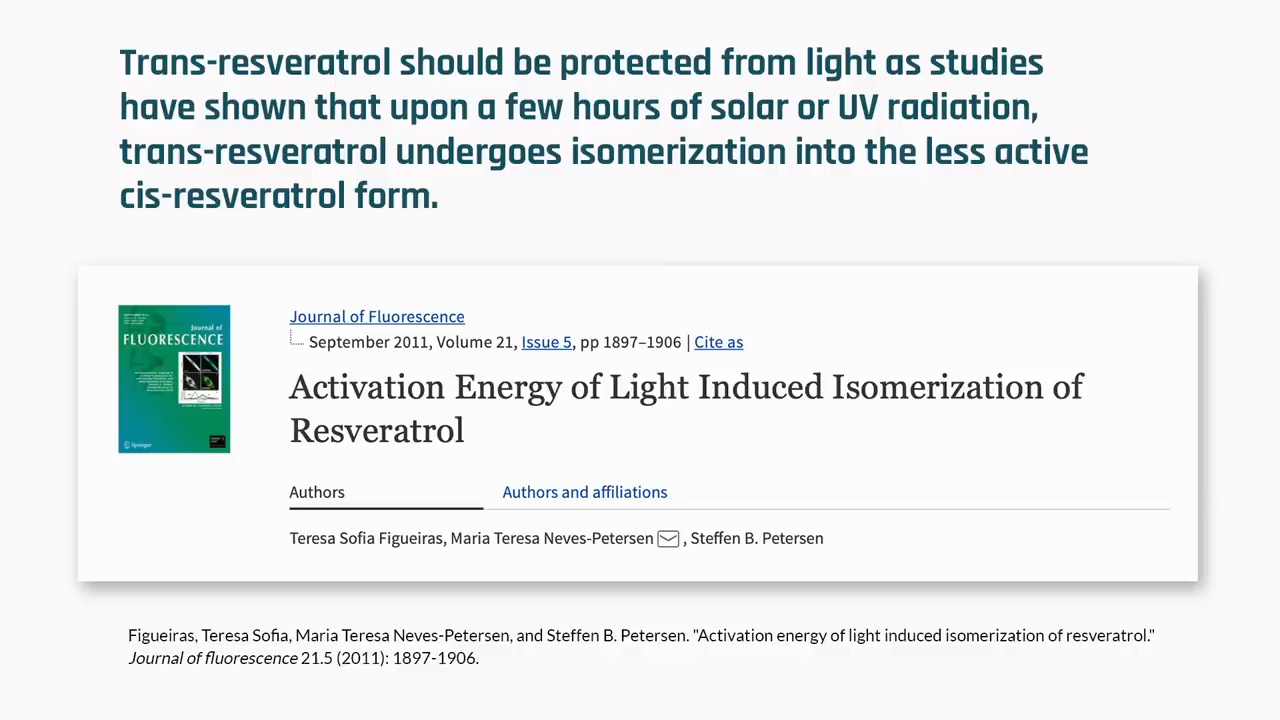 Trans-resveratrol should be protected from light as studies
have shown that upon a few hours of solar or UV radiation,
trans-resveratrol undergoes isomerization into the less active
cis-resveratrol form.
Journal of
FLUORESCENCE
Springer
Journal of Fluorescence
September 2011, Volume 21, Issue 5, pp 1897–1906 | Cite as
Activation Energy of Light Induced Isomerization of
Resveratrol
Authors Authors and affiliations
Teresa Sofia Figueiras, Maria Teresa Neves-Petersen , Steffen B. Petersen
Figueiras, Teresa Sofia, Maria Teresa Neves-Petersen, and Steffen B. Petersen. "Activation energy of light induced isomerization of resveratrol."
Journal of fluorescence 21.5 (2011): 1897-1906.